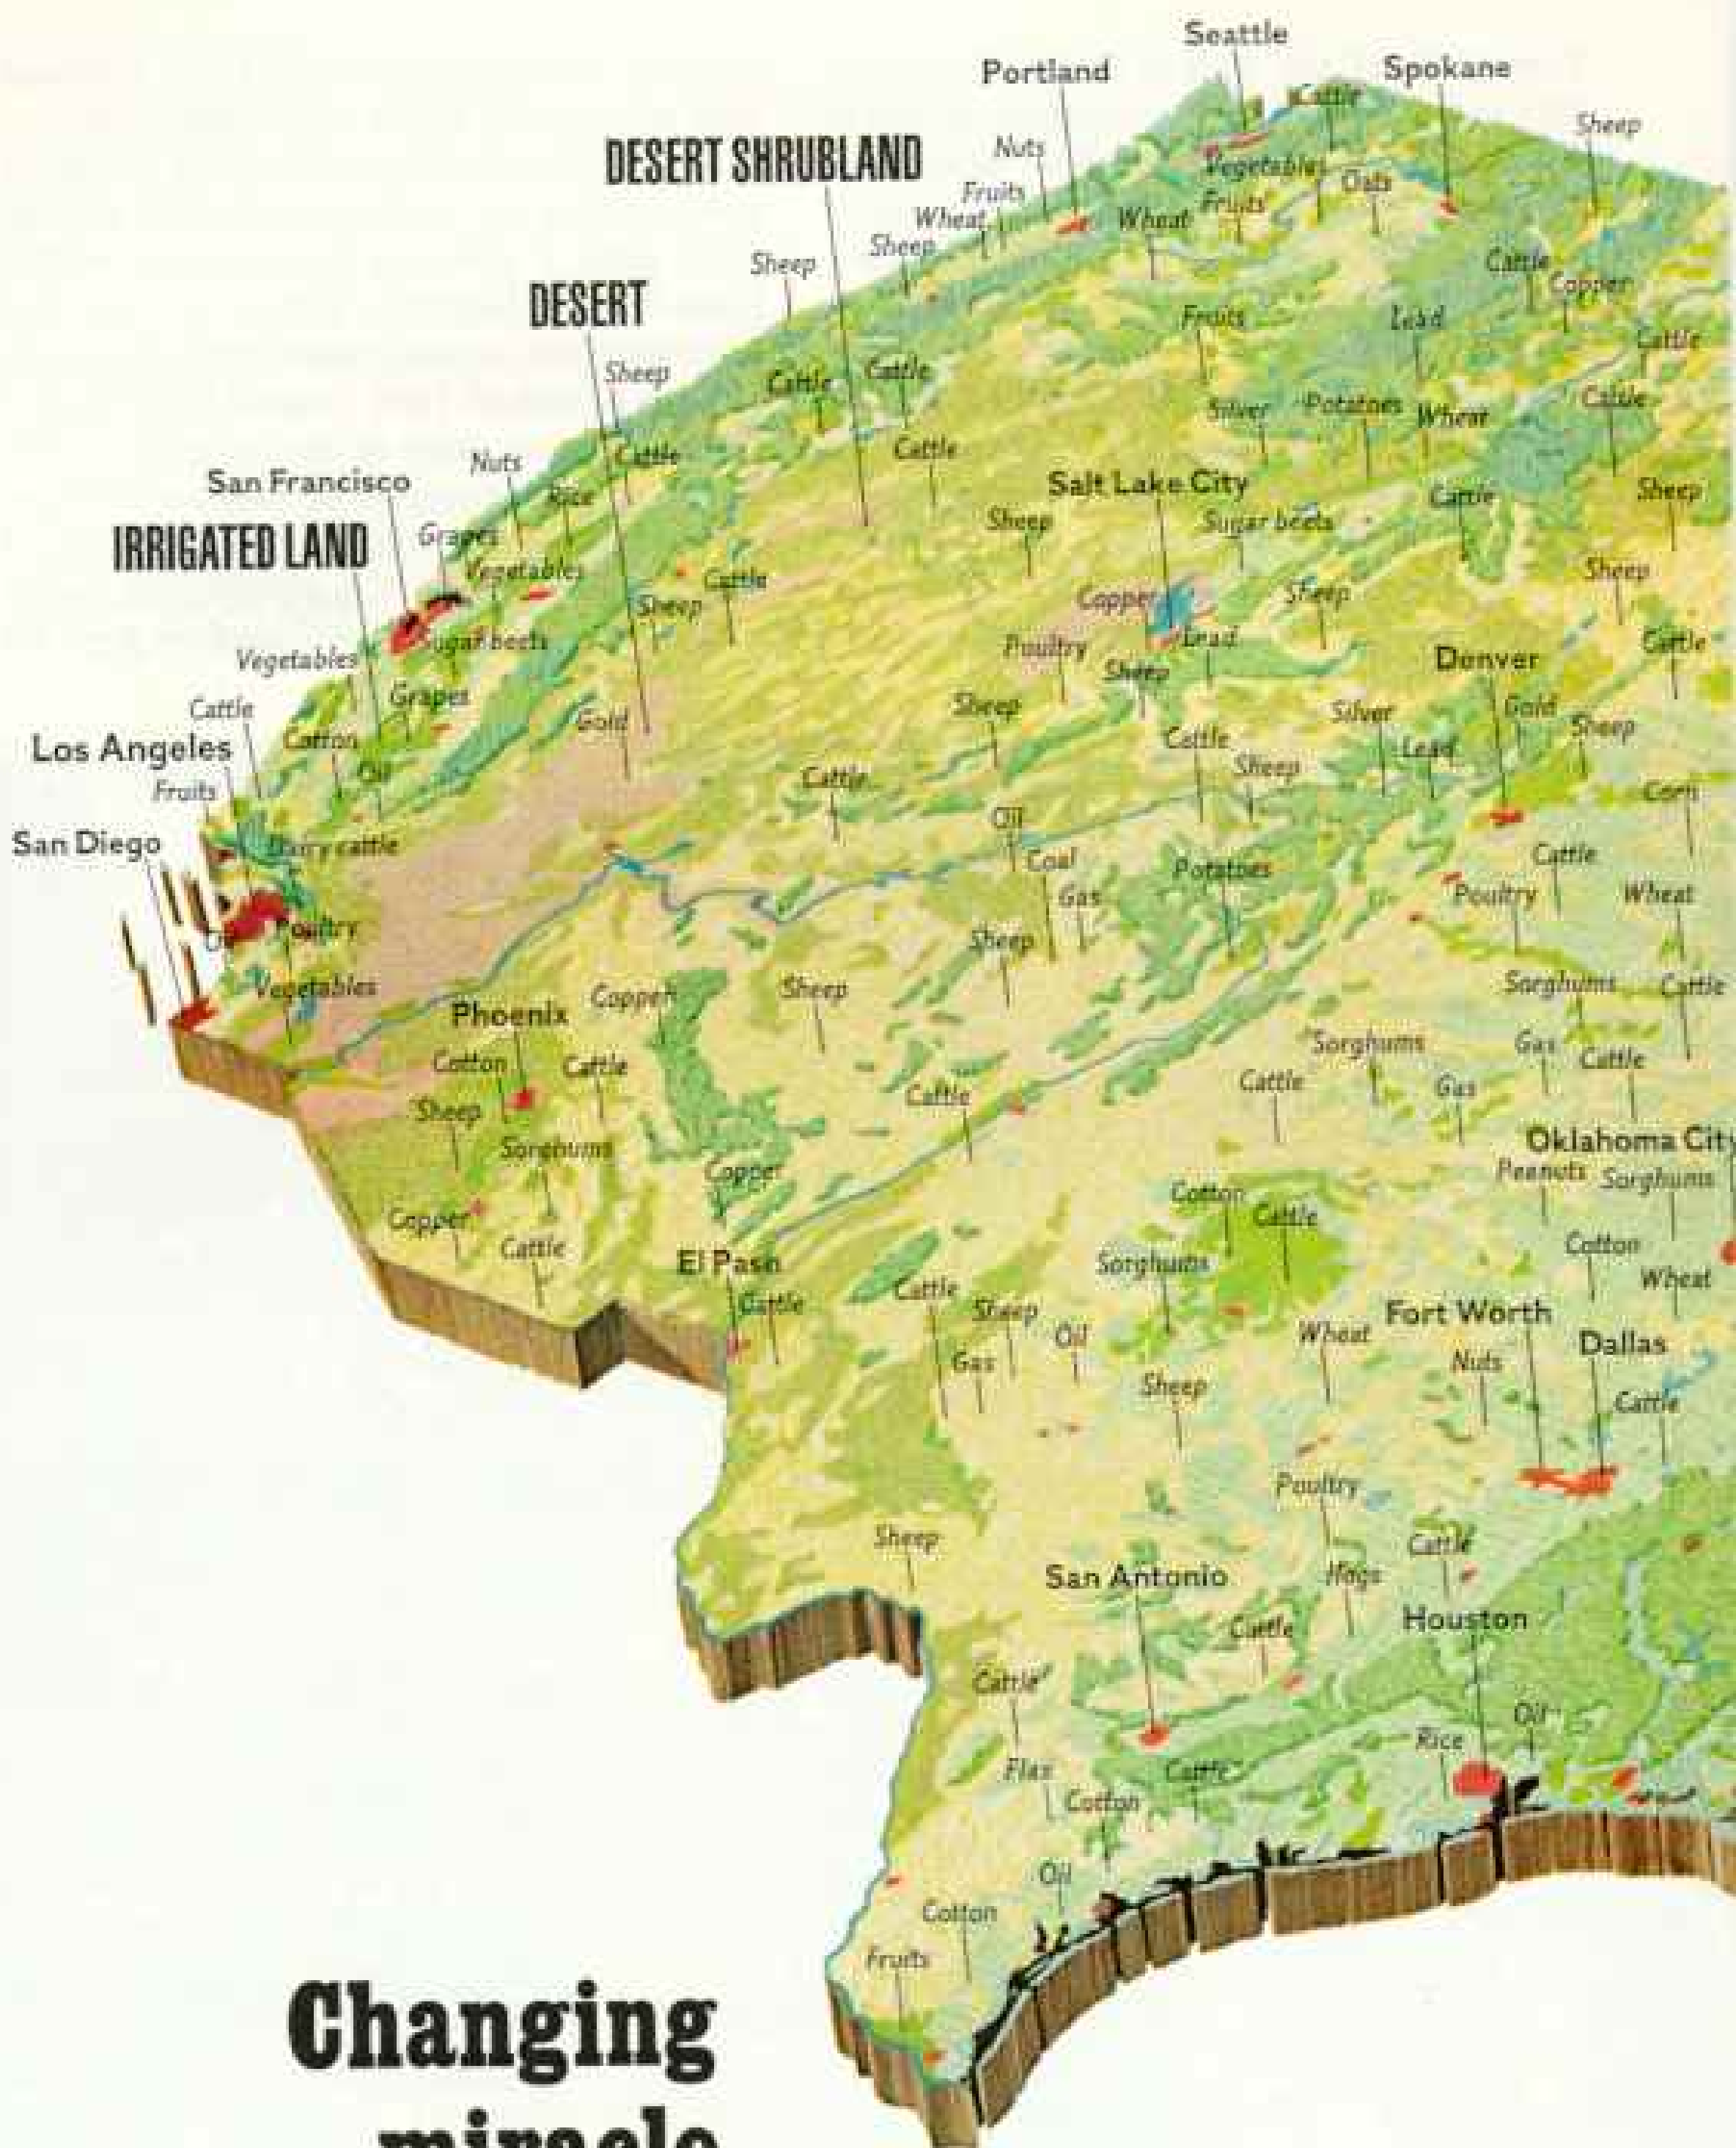 Seattle
Portland
Spokane
Cattle
Sheep
DESERT SHRUBLAND
Nuts
Vegetables
Oats
Fruits
Fruits
Wheat
Wheat
Sheep
Sheep
Cattle
Copper
DESERT
Fruits
Lead
Cattle
Sheep
Cattle
Cattle
Silver
Potatoes
Wheat
Cattle
Nuts
Cattle
Cattle
San Francisco
Rice
Salt Lake City
Cattle
Sheep
Sheep
Sugar beets
IRRIGATED LAND
Grapes
Vegetables
Cattle
Sheep
Sheep
Copper
Sheep
Sugar beets
Poultry
Lead
Cattle
Vegetables
Denver
Sheep
Grapes
Cattle
Gold
Sheep
Silver
Gold
Sheep
Los Angeles
Cotton
Cattle
Lead
Oil
Cattle
Sheep
Fruits
Corn
Oil
San Diego
Dairy cattle
Coal
Potatoes
Cattle
Gas
Poultry
Wheat
Poultry
Oil
Sheep
Vegetables
Copper
Sheep
Sorghums
Cattle
Phoenix
Sorghums
Gas
Cotton
Cattle
Cattle
Cattle
Gas
Sheep
Cattle
Sorghums
Oklahoma City
Copper
Peanuts
Sorghums
Copper
Cotton
Cattle
Cattle
Cotton
El Paso
Sorghums
Wheat
Cattle
Cattle
Sheep
Fort Worth
Oil
Wheat
Dallas
Gas
Nuts
Sheep
Cattle
Poultry
Sheep
Cattle
San Antonio
Hogs
Houston
Cattle
Cattle
Oil
Rice
Flax
Cattle
Cotton
Oil
Cotton
Fruits
Changing
miracle